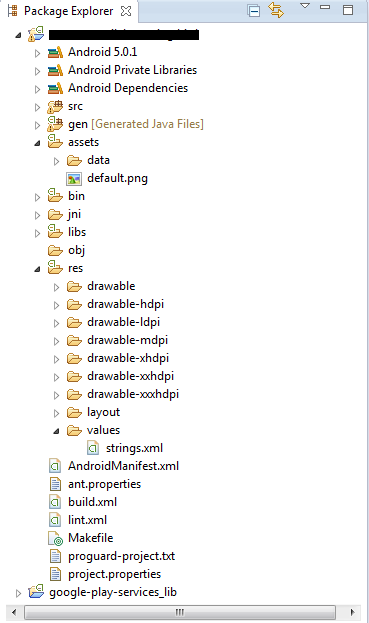 Package Explorer
Android 5.0.1
Android Private Libraries
Android Dependencies
src
gen [Generated Java Files]
assets
data
default.png
bin
jni
libs
obj
res
drawable
drawable-hdpi
drawable-ldpi
drawable-mdpi
drawable-xhdpi
drawable-xxhdpi
drawable-xxxhdpi
layout
values
strings.xml
AndroidManifest.xml
ant.properties
build.xml
lint.xml
Makefile
proguard-project.txt
project.properties
google-play-services_lib